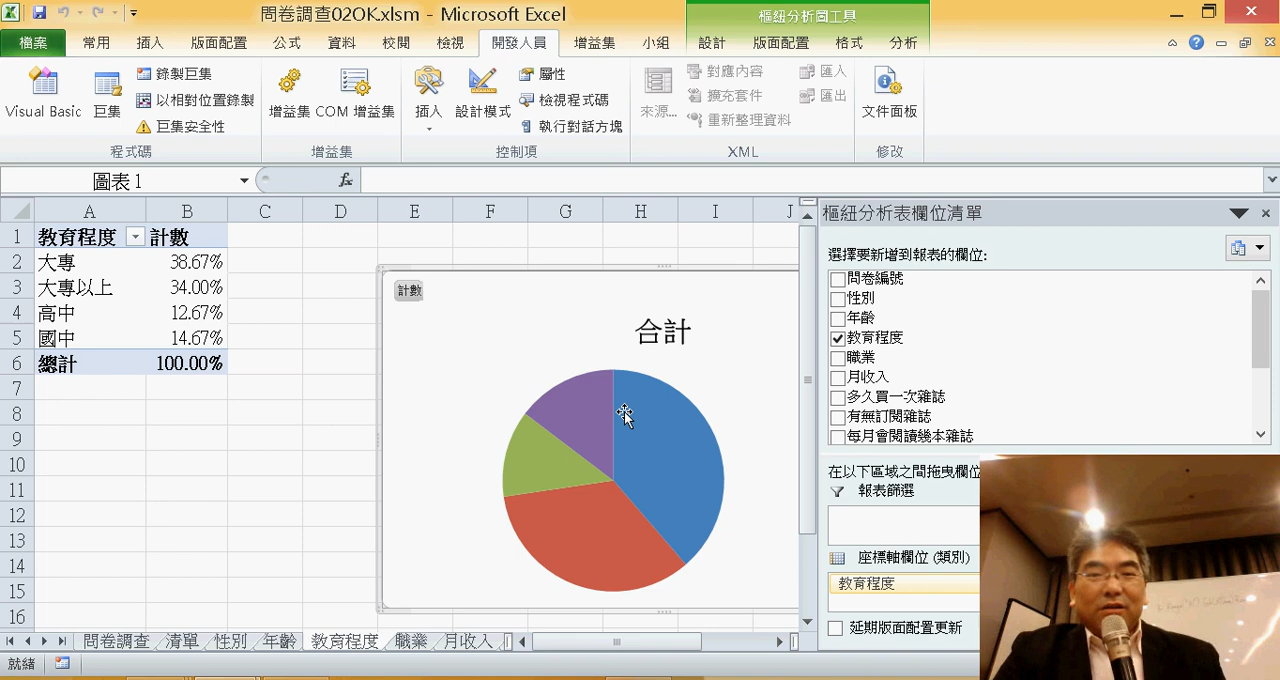 問卷調查02OK.xlsm - Microsoft Excel
樞紐分析圖工具
檔案 常用 插入 版面配置 公式 資料 校閱 檢視 開發人員 增益集 小組 設計 版面配置 格式 分析
Visual Basic
巨集
錄製巨集
以相對位置錄製
巨集安全性
程式碼
增益集
COM 增益集
增益集
插入
設計模式
屬性
檢視程式碼
執行對話方塊
控制項
來源...
對應內容
擴充套件
重新整理資料
匯入
匯出
XML
文件面板
修改
圖表 1
fx
A B C D E F G H I J
1 教育程度 計數
2 大專 38.67%
3 大專以上 34.00%
4 高中 12.67%
5 國中 14.67%
6 總計 100.00%
7
8
9
10
11
12
13
14
15
16
計數
合計
樞紐分析表欄位清單
選擇要新增到報表的欄位:
問卷編號
性別
年齡
教育程度
職業
月收入
多久買一次雜誌
有無訂閱雜誌
每月會閱讀幾本雜誌
在以下區域之間拖曳欄位
報表篩選
座標軸欄位 (類別)
教育程度
延期版面配置更新
問卷調查 清單 性別 年齡 教育程度 職業 月收入
就緒